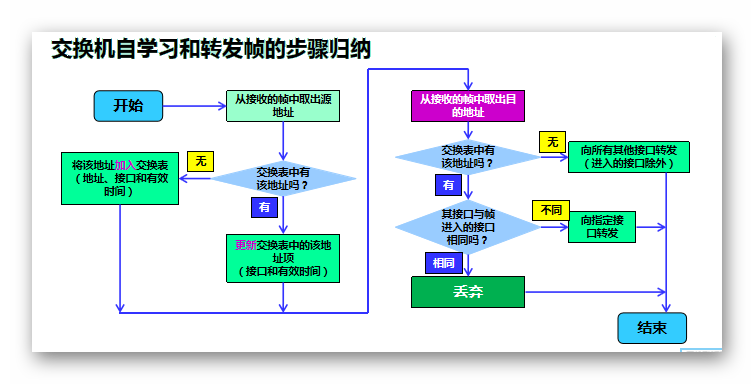 交换机自学习和转发帧的步骤归纳
开始
从接收的帧中取出源
地址
交换表中有
该地址吗？
无
将该地址加入交换表
（地址、接口和有效
时间）
有
更新交换表中的该地
址项
（接口和有效时间）
从接收的帧中取出目
的地址
交换表中有
该地址吗？
无
向所有其他接口转发
（进入的接口除外）
有
其接口与帧
进入的接口
相同吗？
不同
向指定接
口转发
相同
丢弃
结束